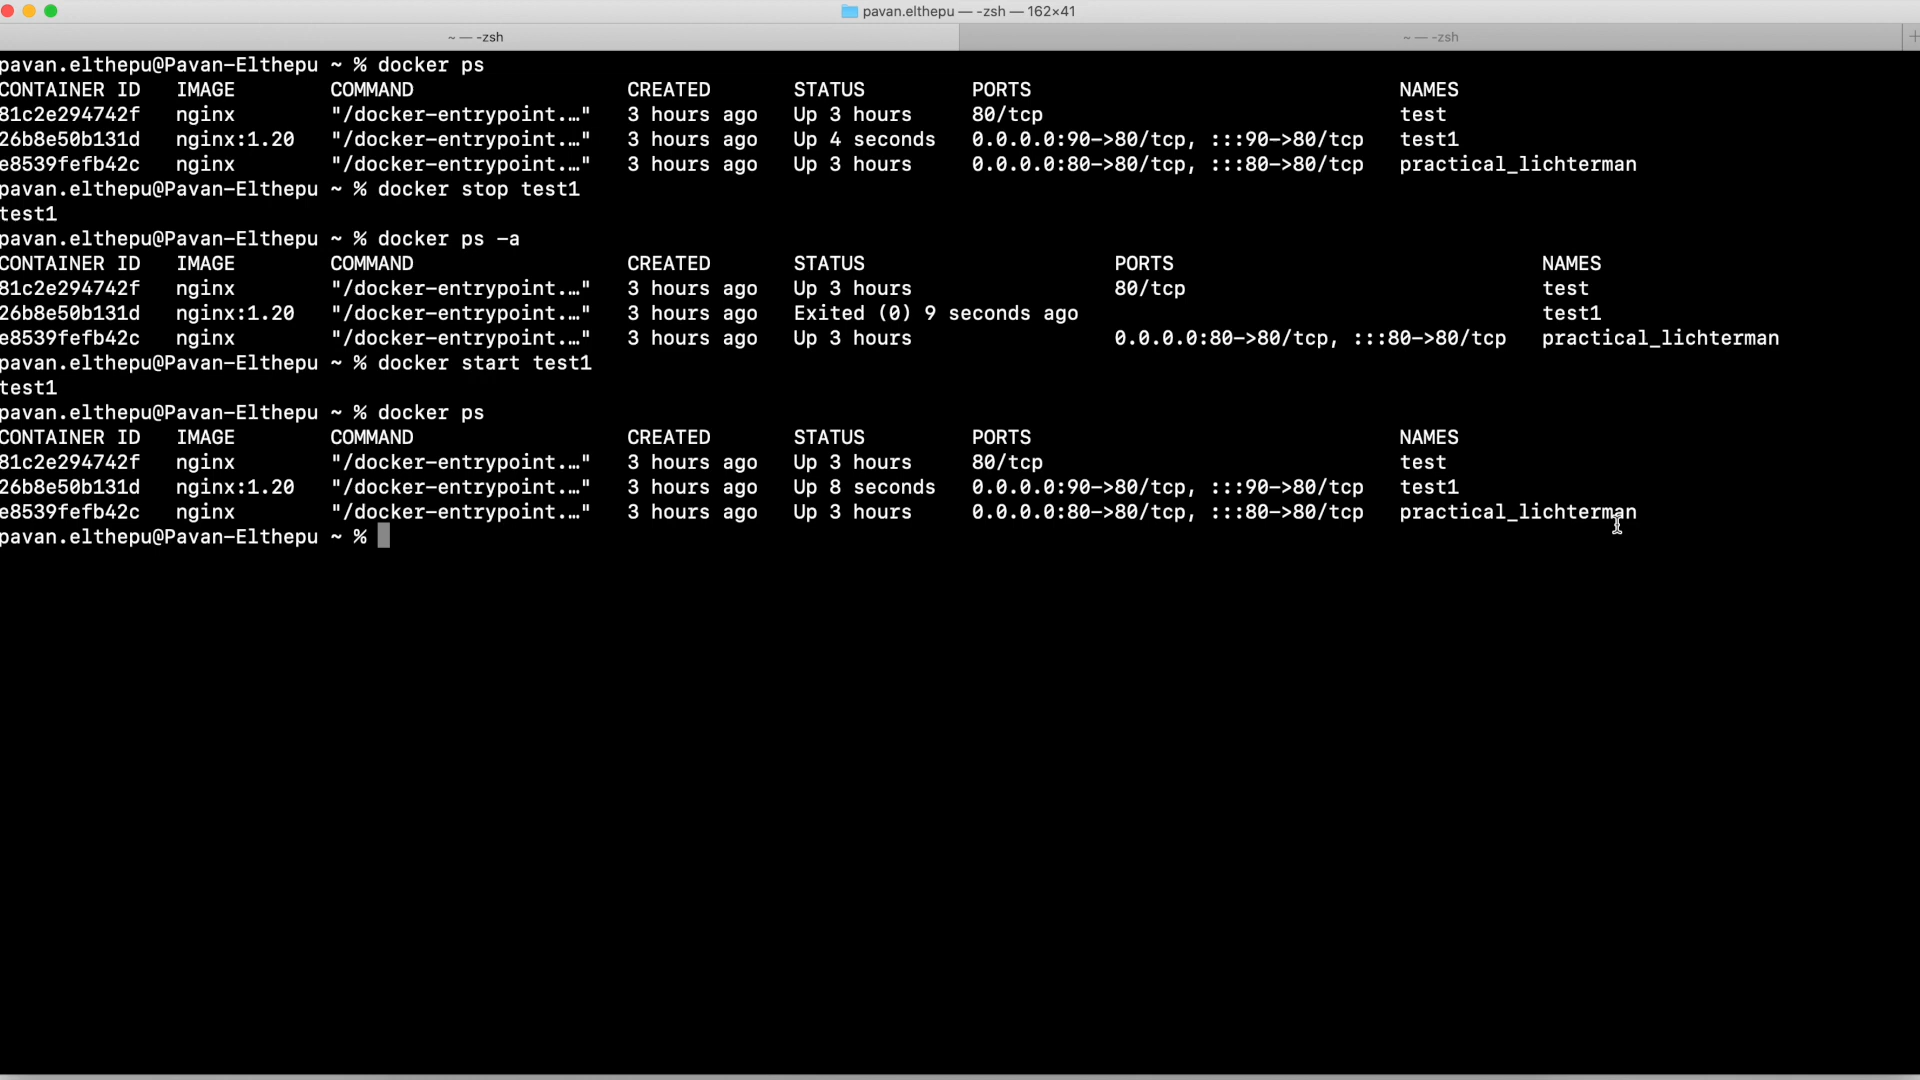 pavan.elthepu — -zsh — 162×41
~ — -zsh
~ — -zsh
+
pavan.elthepu@Pavan-Elthepu ~ % docker ps
CONTAINER ID   IMAGE        COMMAND                  CREATED       STATUS         PORTS                               NAMES
81c2e294742f   nginx        "/docker-entrypoint.…"   3 hours ago   Up 3 hours     80/tcp                              test
26b8e50b131d   nginx:1.20   "/docker-entrypoint.…"   3 hours ago   Up 4 seconds   0.0.0.0:90->80/tcp, :::90->80/tcp   test1
e8539fefb42c   nginx        "/docker-entrypoint.…"   3 hours ago   Up 3 hours     0.0.0.0:80->80/tcp, :::80->80/tcp   practical_lichterman
pavan.elthepu@Pavan-Elthepu ~ % docker stop test1
test1
pavan.elthepu@Pavan-Elthepu ~ % docker ps -a
CONTAINER ID   IMAGE        COMMAND                  CREATED       STATUS                     PORTS                               NAMES
81c2e294742f   nginx        "/docker-entrypoint.…"   3 hours ago   Up 3 hours                 80/tcp                              test
26b8e50b131d   nginx:1.20   "/docker-entrypoint.…"   3 hours ago   Exited (0) 9 seconds ago                                       test1
e8539fefb42c   nginx        "/docker-entrypoint.…"   3 hours ago   Up 3 hours                 0.0.0.0:80->80/tcp, :::80->80/tcp   practical_lichterman
pavan.elthepu@Pavan-Elthepu ~ % docker start test1
test1
pavan.elthepu@Pavan-Elthepu ~ % docker ps
CONTAINER ID   IMAGE        COMMAND                  CREATED       STATUS         PORTS                               NAMES
81c2e294742f   nginx        "/docker-entrypoint.…"   3 hours ago   Up 3 hours     80/tcp                              test
26b8e50b131d   nginx:1.20   "/docker-entrypoint.…"   3 hours ago   Up 8 seconds   0.0.0.0:90->80/tcp, :::90->80/tcp   test1
e8539fefb42c   nginx        "/docker-entrypoint.…"   3 hours ago   Up 3 hours     0.0.0.0:80->80/tcp, :::80->80/tcp   practical_lichterman
pavan.elthepu@Pavan-Elthepu ~ %